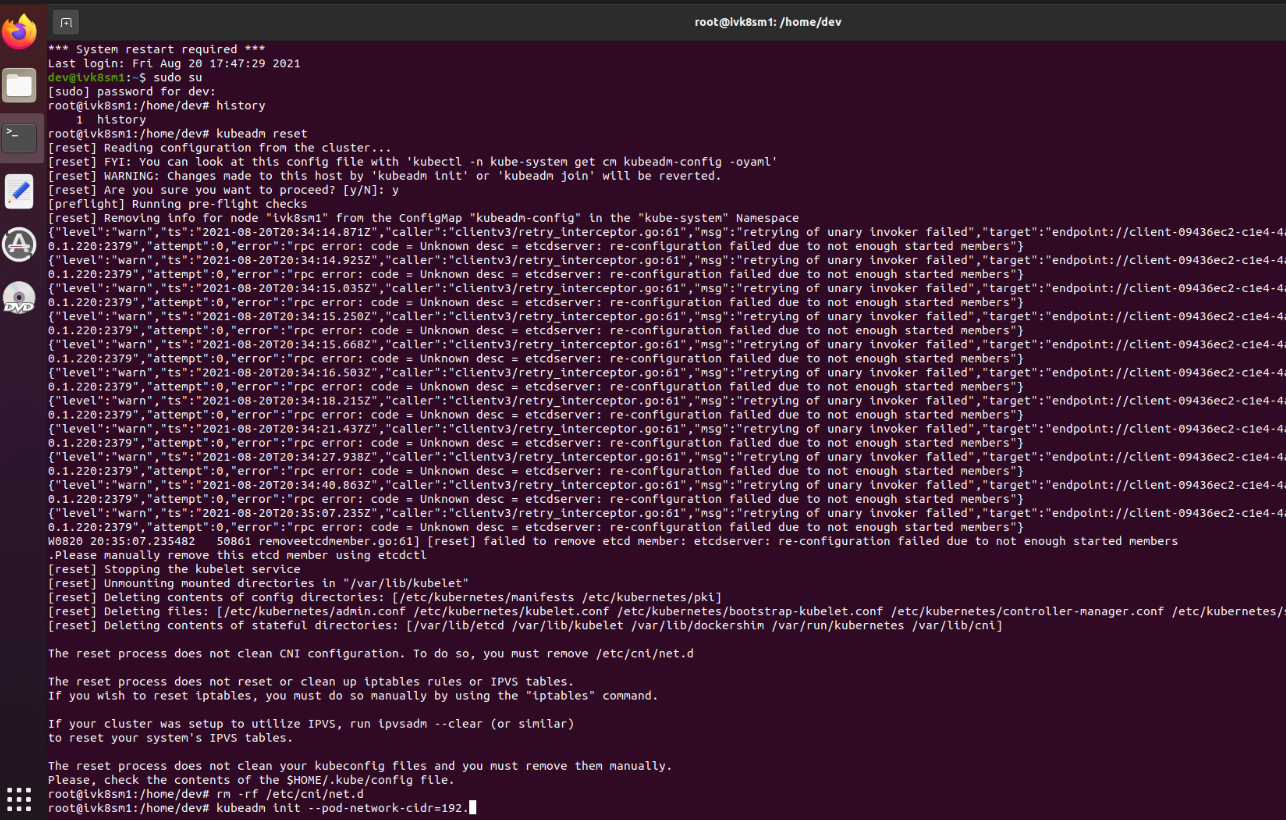 root@ivk8sm1: /home/dev
*** System restart required ***
Last login: Fri Aug 20 17:47:29 2021
dev@ivk8sm1:~$ sudo su
[sudo] password for dev:
root@ivk8sm1:/home/dev# history
    1  history
root@ivk8sm1:/home/dev# kubeadm reset
[reset] Reading configuration from the cluster...
[reset] FYI: You can look at this config file with 'kubectl -n kube-system get cm kubeadm-config -oyaml'
[reset] WARNING: Changes made to this host by 'kubeadm init' or 'kubeadm join' will be reverted.
[reset] Are you sure you want to proceed? [y/N]: y
[preflight] Running pre-flight checks
[reset] Removing info for node "ivk8sm1" from the ConfigMap "kubeadm-config" in the "kube-system" Namespace
{"level":"warn","ts":"2021-08-20T20:34:14.871Z","caller":"clientv3/retry_interceptor.go:61","msg":"retrying of unary invoker failed","target":"endpoint://client-09436ec2-c1e4-4a
0.1.220:2379","attempt":0,"error":"rpc error: code = Unknown desc = etcdserver: re-configuration failed due to not enough started members"}
{"level":"warn","ts":"2021-08-20T20:34:14.925Z","caller":"clientv3/retry_interceptor.go:61","msg":"retrying of unary invoker failed","target":"endpoint://client-09436ec2-c1e4-4a
0.1.220:2379","attempt":0,"error":"rpc error: code = Unknown desc = etcdserver: re-configuration failed due to not enough started members"}
{"level":"warn","ts":"2021-08-20T20:34:15.035Z","caller":"clientv3/retry_interceptor.go:61","msg":"retrying of unary invoker failed","target":"endpoint://client-09436ec2-c1e4-4a
0.1.220:2379","attempt":0,"error":"rpc error: code = Unknown desc = etcdserver: re-configuration failed due to not enough started members"}
{"level":"warn","ts":"2021-08-20T20:34:15.250Z","caller":"clientv3/retry_interceptor.go:61","msg":"retrying of unary invoker failed","target":"endpoint://client-09436ec2-c1e4-4a
0.1.220:2379","attempt":0,"error":"rpc error: code = Unknown desc = etcdserver: re-configuration failed due to not enough started members"}
{"level":"warn","ts":"2021-08-20T20:34:15.668Z","caller":"clientv3/retry_interceptor.go:61","msg":"retrying of unary invoker failed","target":"endpoint://client-09436ec2-c1e4-4a
0.1.220:2379","attempt":0,"error":"rpc error: code = Unknown desc = etcdserver: re-configuration failed due to not enough started members"}
{"level":"warn","ts":"2021-08-20T20:34:16.503Z","caller":"clientv3/retry_interceptor.go:61","msg":"retrying of unary invoker failed","target":"endpoint://client-09436ec2-c1e4-4a
0.1.220:2379","attempt":0,"error":"rpc error: code = Unknown desc = etcdserver: re-configuration failed due to not enough started members"}
{"level":"warn","ts":"2021-08-20T20:34:18.215Z","caller":"clientv3/retry_interceptor.go:61","msg":"retrying of unary invoker failed","target":"endpoint://client-09436ec2-c1e4-4a
0.1.220:2379","attempt":0,"error":"rpc error: code = Unknown desc = etcdserver: re-configuration failed due to not enough started members"}
{"level":"warn","ts":"2021-08-20T20:34:21.437Z","caller":"clientv3/retry_interceptor.go:61","msg":"retrying of unary invoker failed","target":"endpoint://client-09436ec2-c1e4-4a
0.1.220:2379","attempt":0,"error":"rpc error: code = Unknown desc = etcdserver: re-configuration failed due to not enough started members"}
{"level":"warn","ts":"2021-08-20T20:34:27.938Z","caller":"clientv3/retry_interceptor.go:61","msg":"retrying of unary invoker failed","target":"endpoint://client-09436ec2-c1e4-4a
0.1.220:2379","attempt":0,"error":"rpc error: code = Unknown desc = etcdserver: re-configuration failed due to not enough started members"}
{"level":"warn","ts":"2021-08-20T20:34:40.863Z","caller":"clientv3/retry_interceptor.go:61","msg":"retrying of unary invoker failed","target":"endpoint://client-09436ec2-c1e4-4a
0.1.220:2379","attempt":0,"error":"rpc error: code = Unknown desc = etcdserver: re-configuration failed due to not enough started members"}
{"level":"warn","ts":"2021-08-20T20:35:07.235Z","caller":"clientv3/retry_interceptor.go:61","msg":"retrying of unary invoker failed","target":"endpoint://client-09436ec2-c1e4-4a
0.1.220:2379","attempt":0,"error":"rpc error: code = Unknown desc = etcdserver: re-configuration failed due to not enough started members"}
W0820 20:35:07.235482   50861 removeetcdmember.go:61] [reset] failed to remove etcd member: etcdserver: re-configuration failed due to not enough started members
.Please manually remove this etcd member using etcdctl
[reset] Stopping the kubelet service
[reset] Unmounting mounted directories in "/var/lib/kubelet"
[reset] Deleting contents of config directories: [/etc/kubernetes/manifests /etc/kubernetes/pki]
[reset] Deleting files: [/etc/kubernetes/admin.conf /etc/kubernetes/kubelet.conf /etc/kubernetes/bootstrap-kubelet.conf /etc/kubernetes/controller-manager.conf /etc/kubernetes/s
[reset] Deleting contents of stateful directories: [/var/lib/etcd /var/lib/kubelet /var/lib/dockershim /var/run/kubernetes /var/lib/cni]
The reset process does not clean CNI configuration. To do so, you must remove /etc/cni/net.d
The reset process does not reset or clean up iptables rules or IPVS tables.
If you wish to reset iptables, you must do so manually by using the "iptables" command.
If your cluster was setup to utilize IPVS, run ipvsadm --clear (or similar)
to reset your system's IPVS tables.
The reset process does not clean your kubeconfig files and you must remove them manually.
Please, check the contents of the $HOME/.kube/config file.
root@ivk8sm1:/home/dev# rm -rf /etc/cni/net.d
root@ivk8sm1:/home/dev# kubeadm init --pod-network-cidr=192.
DVD